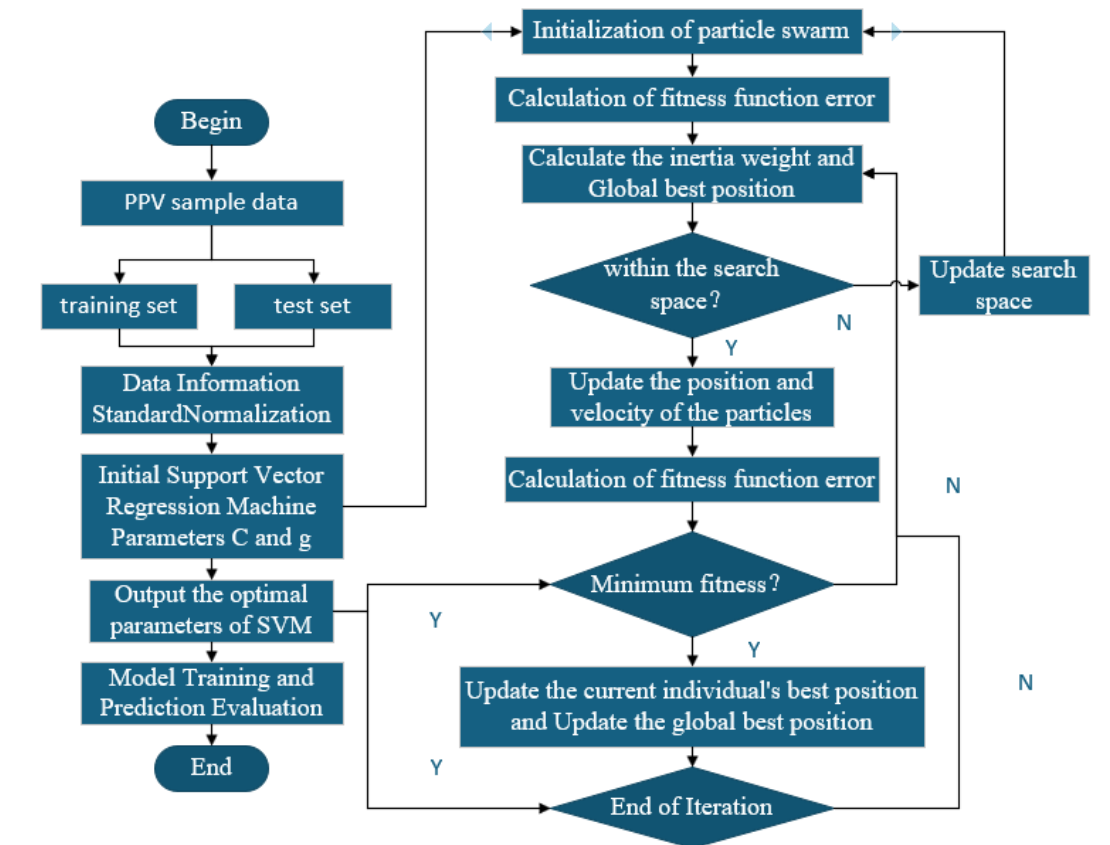 Begin
PPV sample data
training set
test set
Data Information
StandardNormalization
Initial Support Vector
Regression Machine
Parameters C and g
Output the optimal
parameters of SVM
Model Training and
Prediction Evaluation
End
Initialization of particle swarm
Calculation of fitness function error
Calculate the inertia weight and
Global best position
within the search
space?
N
Update search
space
Y
Update the position and
velocity of the particles
Calculation of fitness function error
N
Minimum fitness?
Y
Y
Update the current individual's best position
and Update the global best position
N
Y
End of Iteration